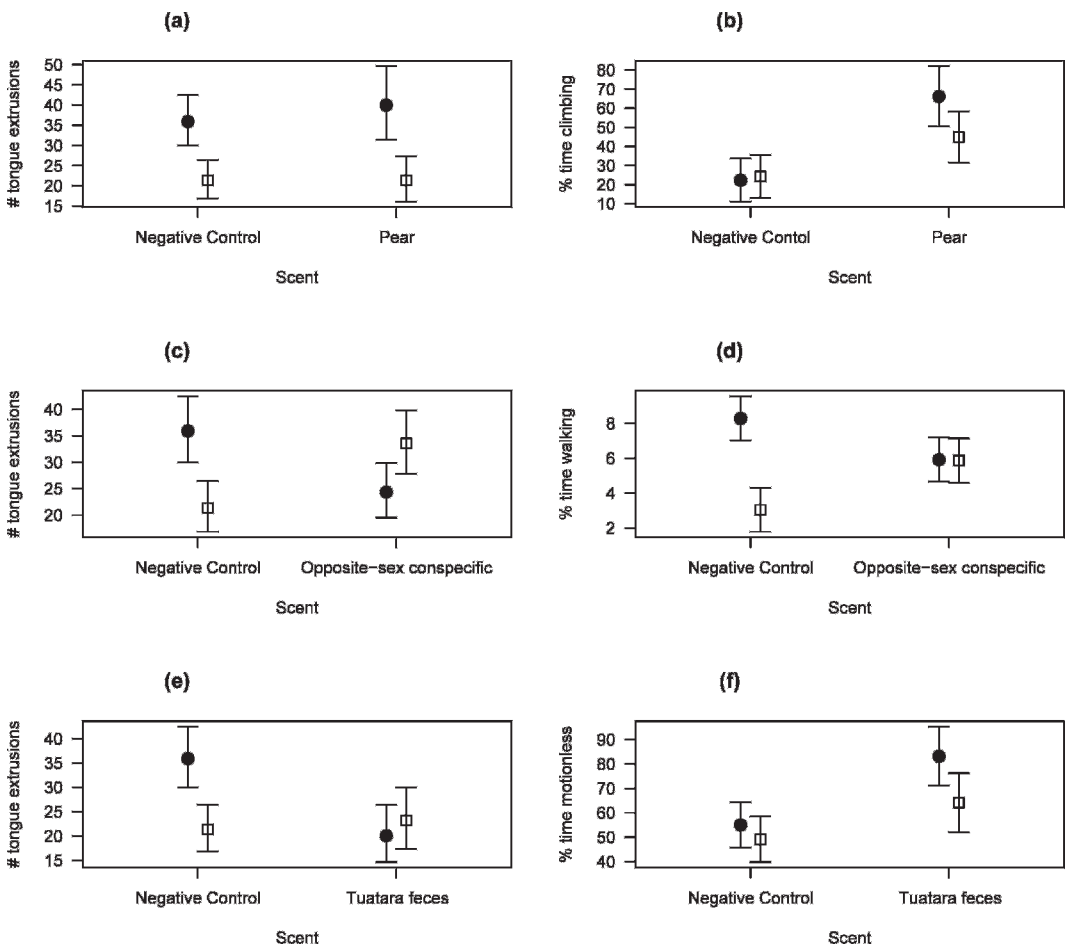 (a)
# tongue extrusions
50
45
40
35
30
25
20
15
Negative Control Pear
Scent
(b)
% time climbing
80
70
60
50
40
30
20
10
Negative Contol Pear
Scent
(c)
# tongue extrusions
40
35
30
25
20
Negative Control Opposite−sex conspecific
Scent
(d)
% time walking
8
6
4
2
Negative Control Opposite−sex conspecific
Scent
(e)
# tongue extrusions
40
35
30
25
20
15
Negative Control Tuatara feces
Scent
(f)
% time motionless
90
80
70
60
50
40
Negative Control Tuatara feces
Scent